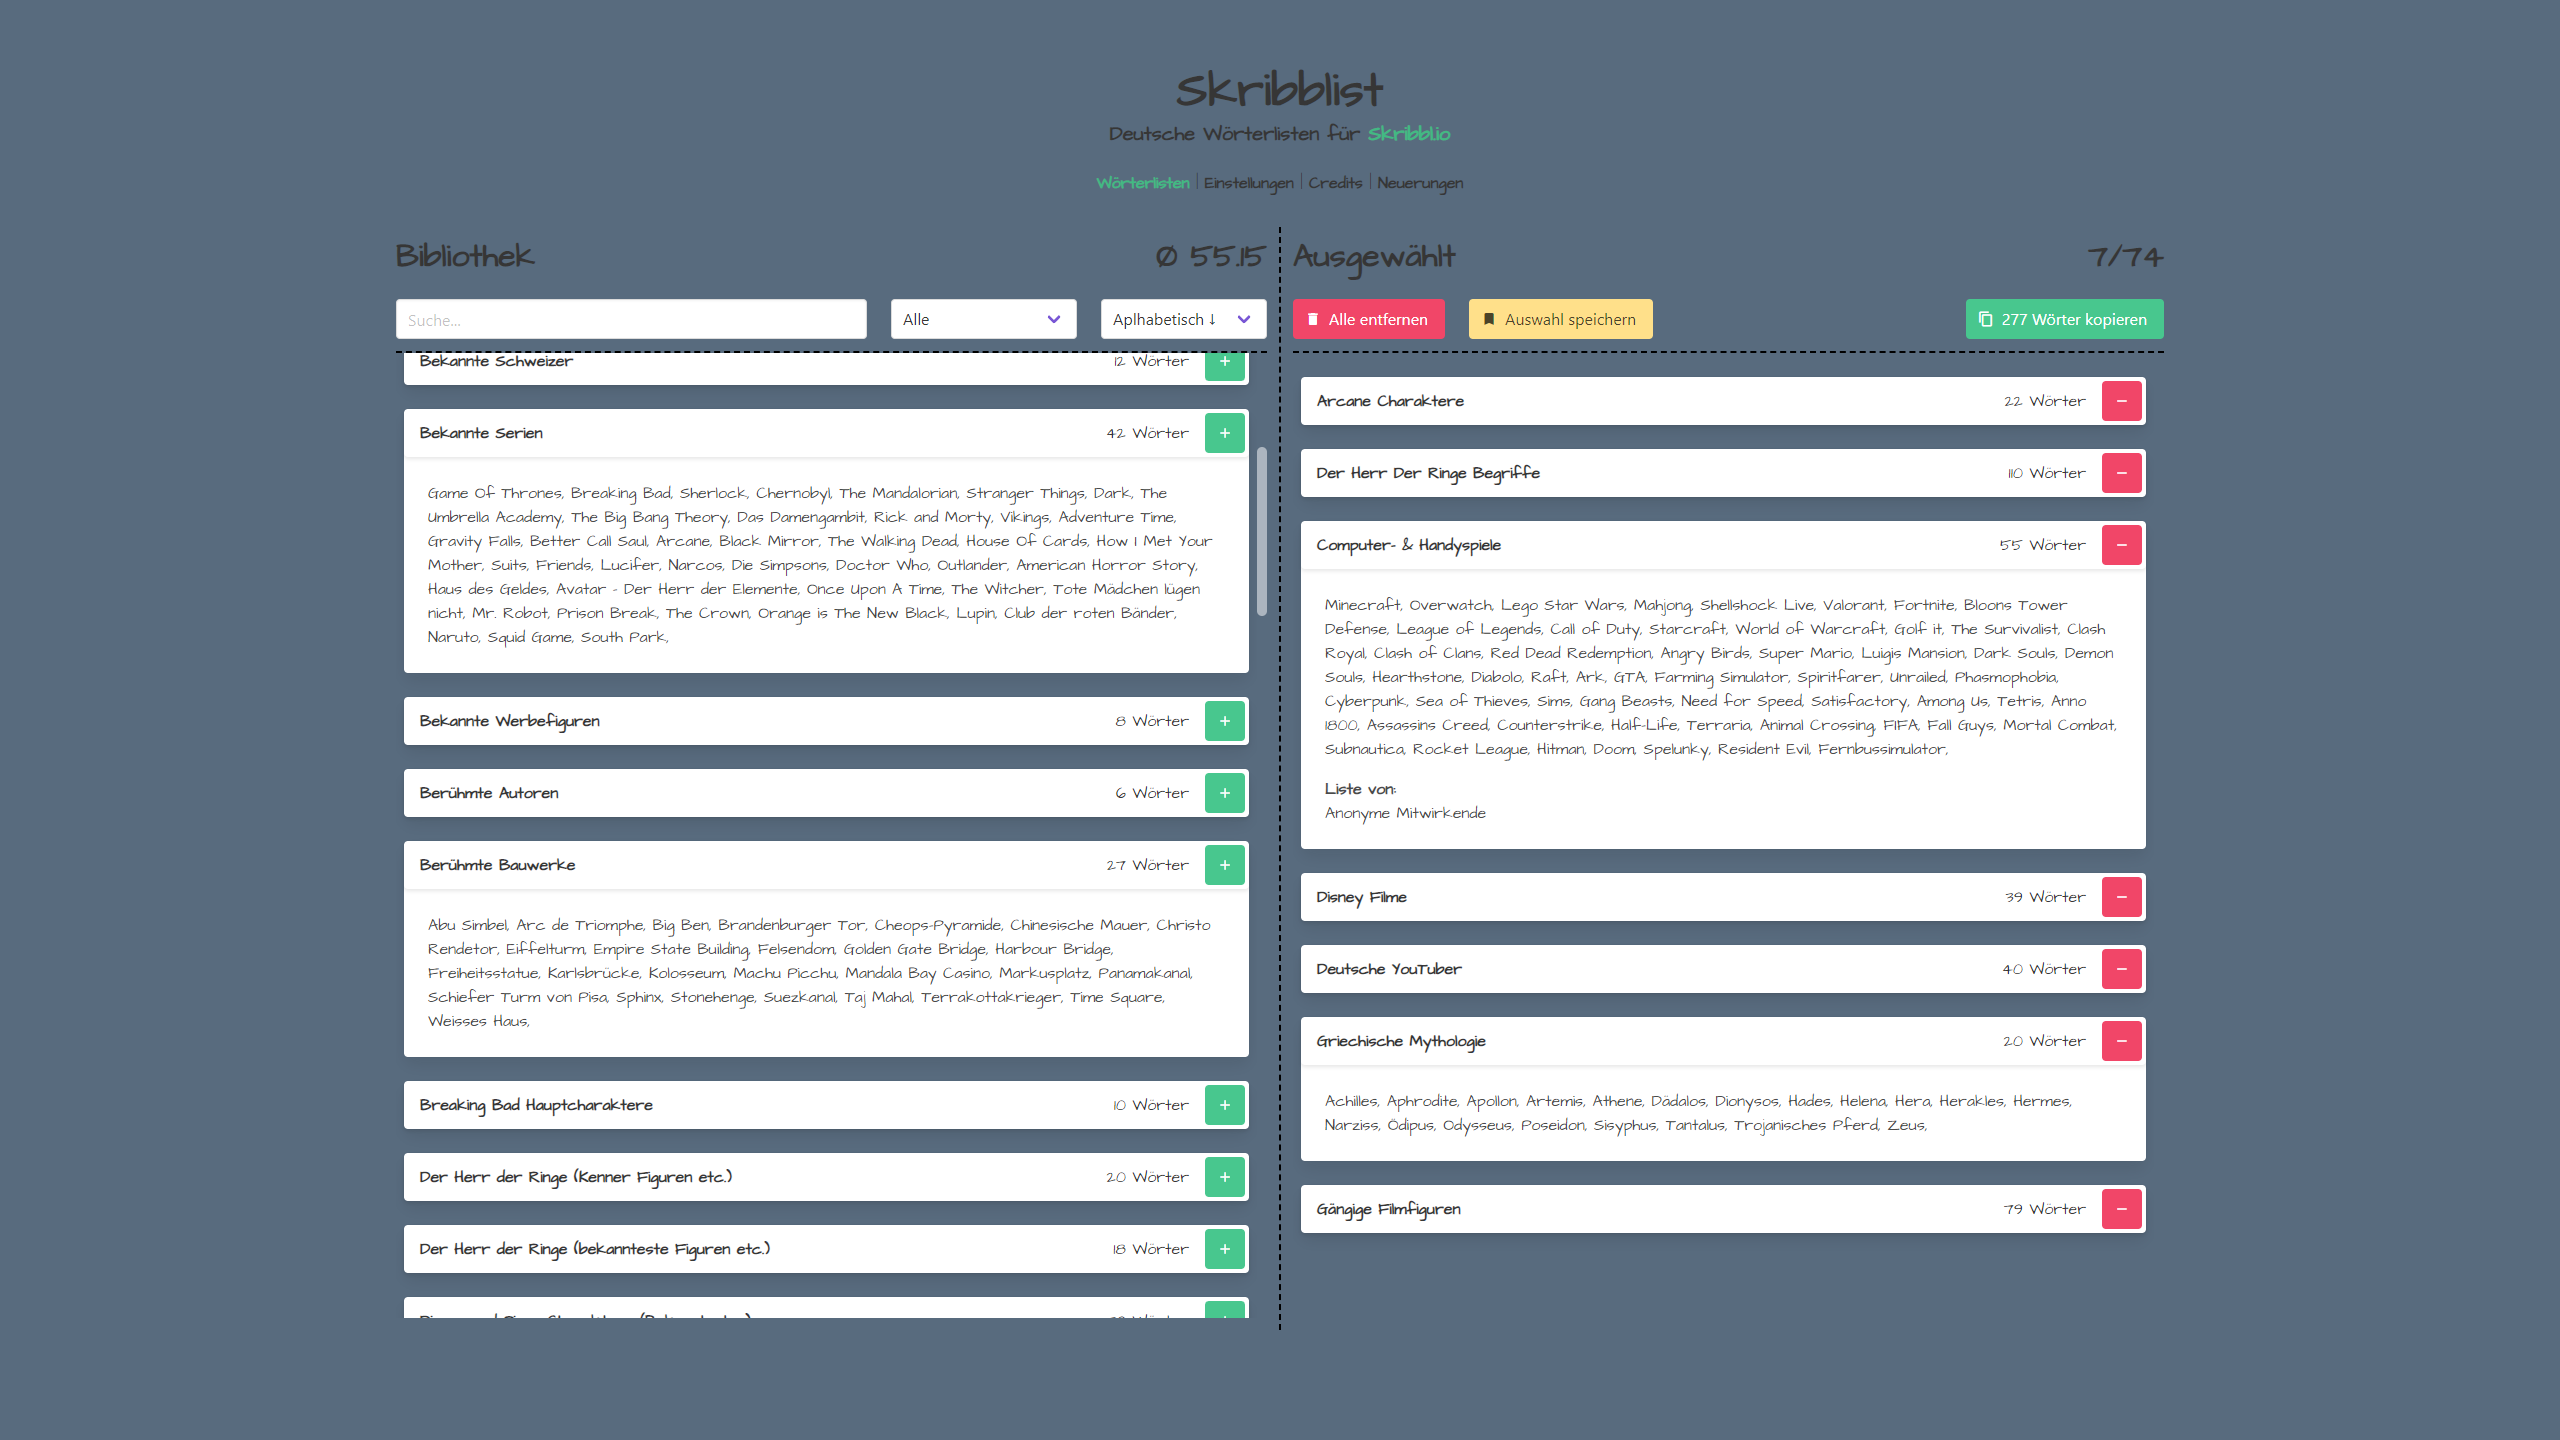 Skribblist
Deutsche Wörterlisten für Skribbl.io
Wörterlisten | Einstellungen | Credits | Neuerungen
Bibliothek
Ø 55.15
Suche...
Alle
Aplhabetisch ↓
Bekannte Schweizer 12 Wörter +
Bekannte Serien 42 Wörter +
Game Of Thrones, Breaking Bad, Sherlock, Chernobyl, The Mandalorian, Stranger Things, Dark, The
Umbrella Academy, The Big Bang Theory, Das Damengambit, Rick and Morty, Vikings, Adventure Time,
Gravity Falls, Better Call Saul, Arcane, Black Mirror, The Walking Dead, House Of Cards, How I Met Your
Mother, Suits, Friends, Lucifer, Narcos, Die Simpsons, Doctor Who, Outlander, American Horror Story,
Haus des Geldes, Avatar - Der Herr der Elemente, Once Upon A Time, The Witcher, Tote Mädchen lügen
nicht, Mr. Robot, Prison Break, The Crown, Orange is The New Black, Lupin, Club der roten Bänder,
Naruto, Squid Game, South Park,
Bekannte Werbefiguren 8 Wörter +
Berühmte Autoren 6 Wörter +
Berühmte Bauwerke 27 Wörter +
Abu Simbel, Arc de Triomphe, Big Ben, Brandenburger Tor, Cheops-Pyramide, Chinesische Mauer, Christo
Rendetor, Eiffelturm, Empire State Building, Felsendom, Golden Gate Bridge, Harbour Bridge,
Freiheitsstatue, Karlsbrücke, Kolosseum, Machu Picchu, Mandala Bay Casino, Markusplatz, Panamakanal,
Schiefer Turm von Pisa, Sphinx, Stonehenge, Suezkanal, Taj Mahal, Terrakottakrieger, Time Square,
Weisses Haus,
Breaking Bad Hauptcharaktere 10 Wörter +
Der Herr der Ringe (Kenner Figuren etc.) 20 Wörter +
Der Herr der Ringe (bekannteste Figuren etc.) 18 Wörter +
Ausgewählt
7/74
Alle entfernen
Auswahl speichern
277 Wörter kopieren
Arcane Charaktere 22 Wörter −
Der Herr Der Ringe Begriffe 110 Wörter −
Computer- & Handyspiele 55 Wörter −
Minecraft, Overwatch, Lego Star Wars, Mahjong, Shellshock Live, Valorant, Fortnite, Bloons Tower
Defense, League of Legends, Call of Duty, Starcraft, World of Warcraft, Golf it, The Survivalist, Clash
Royal, Clash of Clans, Red Dead Redemption, Angry Birds, Super Mario, Luigis Mansion, Dark Souls, Demon
Souls, Hearthstone, Diabolo, Raft, Ark, GTA, Farming Simulator, Spiritfarer, Unrailed, Phasmophobia,
Cyberpunk, Sea of Thieves, Sims, Gang Beasts, Need for Speed, Satisfactory, Among Us, Tetris, Anno
1800, Assassins Creed, Counterstrike, Half-Life, Terraria, Animal Crossing, FIFA, Fall Guys, Mortal Combat,
Subnautica, Rocket League, Hitman, Doom, Spelunky, Resident Evil, Fernbussimulator,
Liste von:
Anonyme Mitwirkende
Disney Filme 39 Wörter −
Deutsche YouTuber 40 Wörter −
Griechische Mythologie 20 Wörter −
Achilles, Aphrodite, Apollon, Artemis, Athene, Dädalos, Dionysos, Hades, Helena, Hera, Herakles, Hermes,
Narziss, Ödipus, Odysseus, Poseidon, Sisyphus, Tantalus, Trojanisches Pferd, Zeus,
Gängige Filmfiguren 79 Wörter −